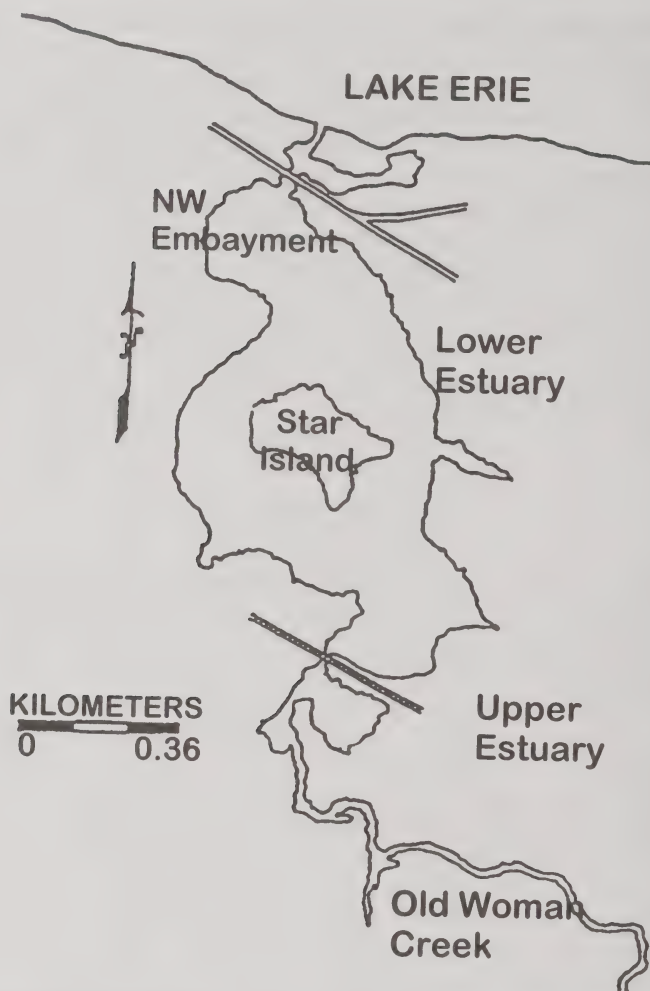 LAKE ERIE
NW
Embayment
N
Lower
Estuary
Star
Island
KILOMETERS
0 0.36
Upper
Estuary
Old Woman
Creek